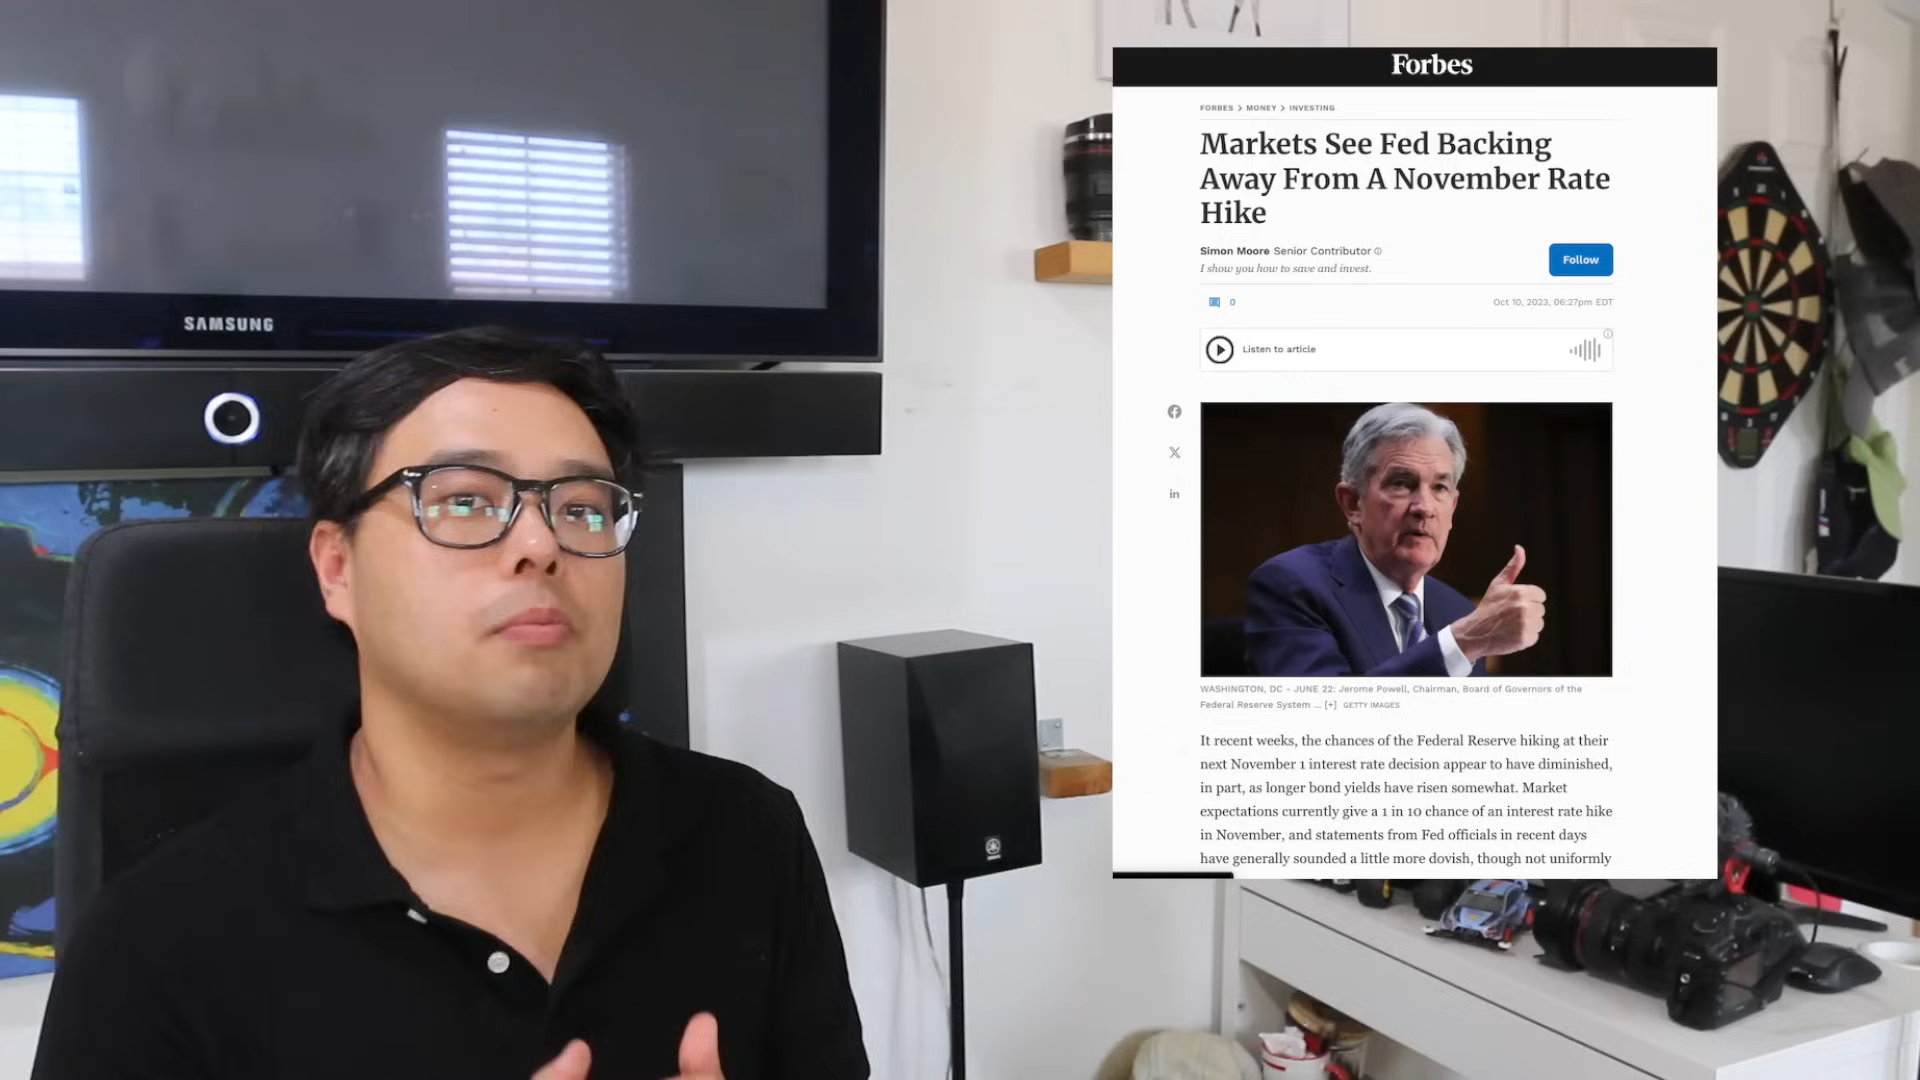 SAMSUNG
Forbes
FORBES > MONEY > INVESTING
Markets See Fed Backing
Away From A November Rate
Hike
Simon Moore Senior Contributor
I show you how to save and invest.
Follow
0
Oct 10, 2023, 06:27pm EDT
Listen to article
WASHINGTON, DC - JUNE 22: Jerome Powell, Chairman, Board of Governors of the
Federal Reserve System ... [+] GETTY IMAGES
It recent weeks, the chances of the Federal Reserve hiking at their
next November 1 interest rate decision appear to have diminished,
in part, as longer bond yields have risen somewhat. Market
expectations currently give a 1 in 10 chance of an interest rate hike
in November, and statements from Fed officials in recent days
have generally sounded a little more dovish, though not uniformly